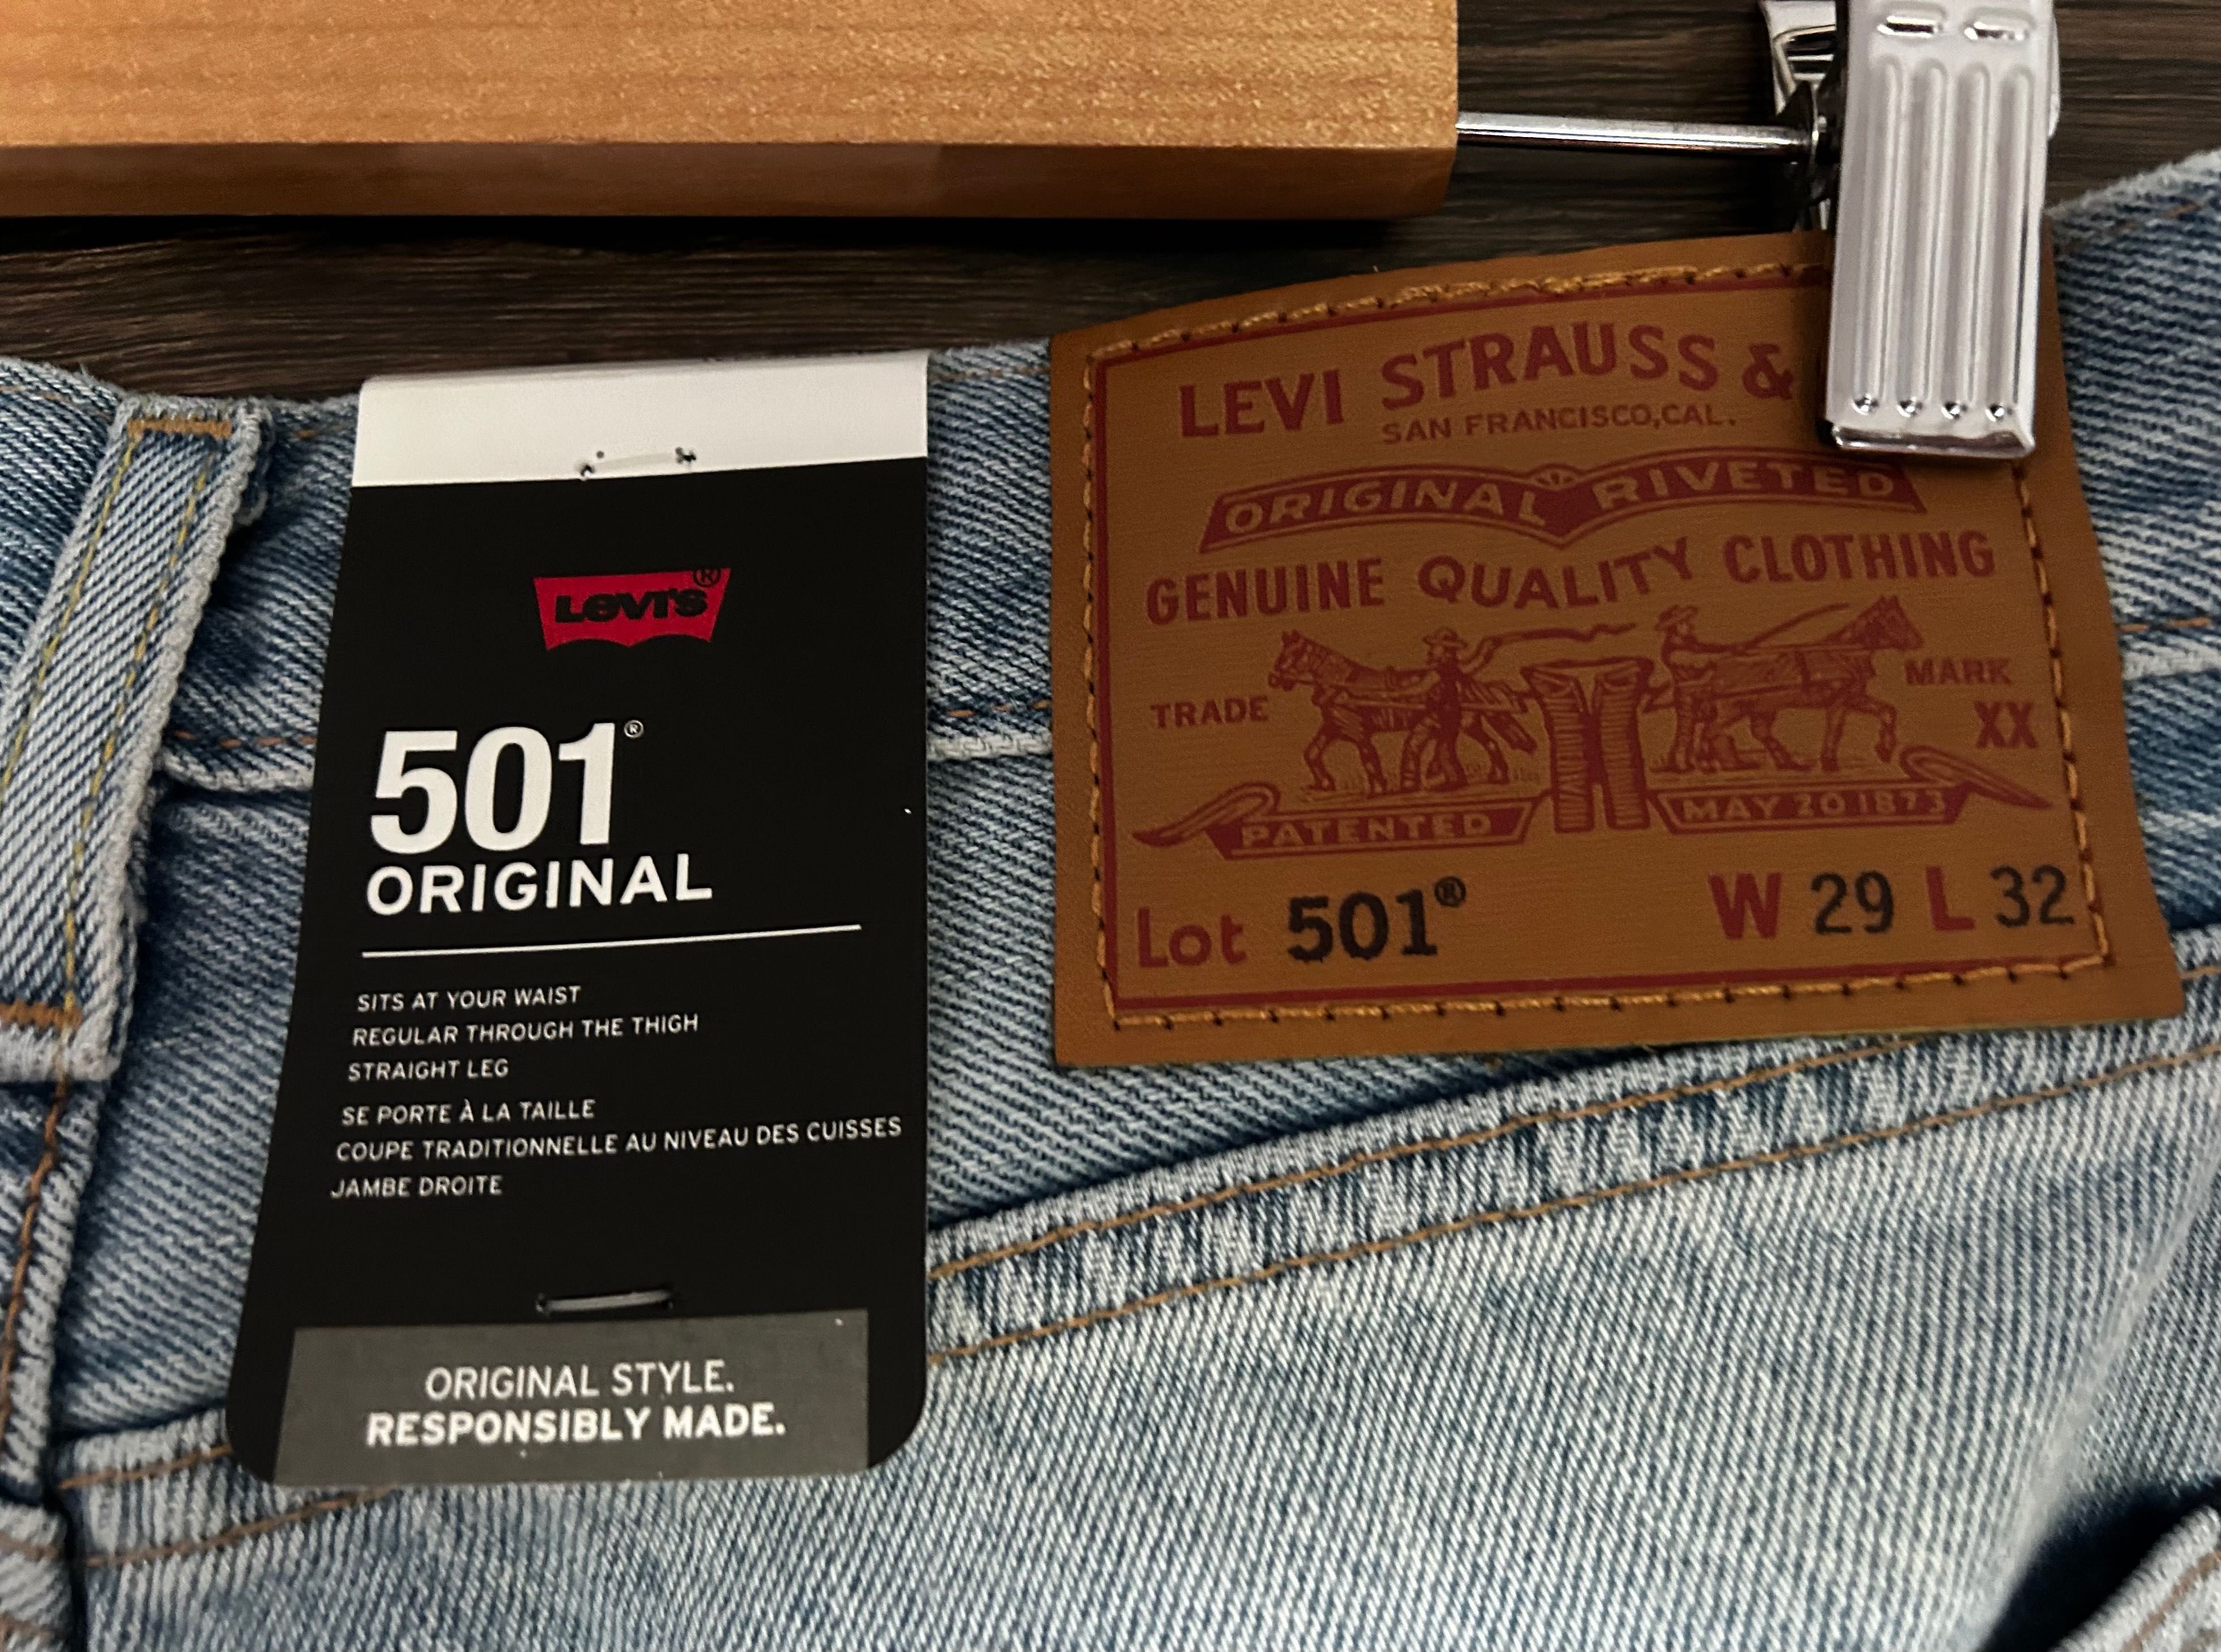 LEVI'S®
501®
ORIGINAL
SITS AT YOUR WAIST
REGULAR THROUGH THE THIGH
STRAIGHT LEG
SE PORTE À LA TAILLE
COUPE TRADITIONNELLE AU NIVEAU DES CUISSES
JAMBE DROITE
ORIGINAL STYLE.
RESPONSIBLY MADE.
LEVI STRAUSS &
SAN FRANCISCO,CAL.
ORIGINAL RIVETED
GENUINE QUALITY CLOTHING
TRADE MARK
XX
PATENTED MAY 20 1873
Lot 501® W 29 L 32